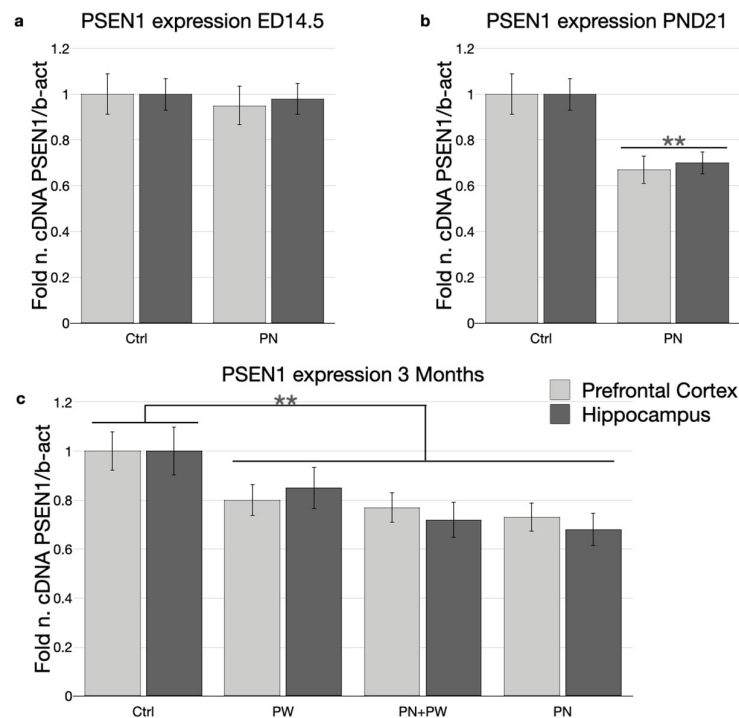 a
PSEN1 expression ED14.5
Fold n. cDNA PSEN1/b-act
1.2
1
0.8
0.6
0.4
0.2
0
Ctrl
PN
b
PSEN1 expression PND21
Fold n. cDNA PSEN1/b-act
1.2
1
0.8
0.6
0.4
0.2
0
**
Ctrl
PN
c
PSEN1 expression 3 Months
Prefrontal Cortex
Hippocampus
Fold n. cDNA PSEN1/b-act
1.2
1
0.8
0.6
0.4
0.2
0
**
Ctrl
PW
PN+PW
PN